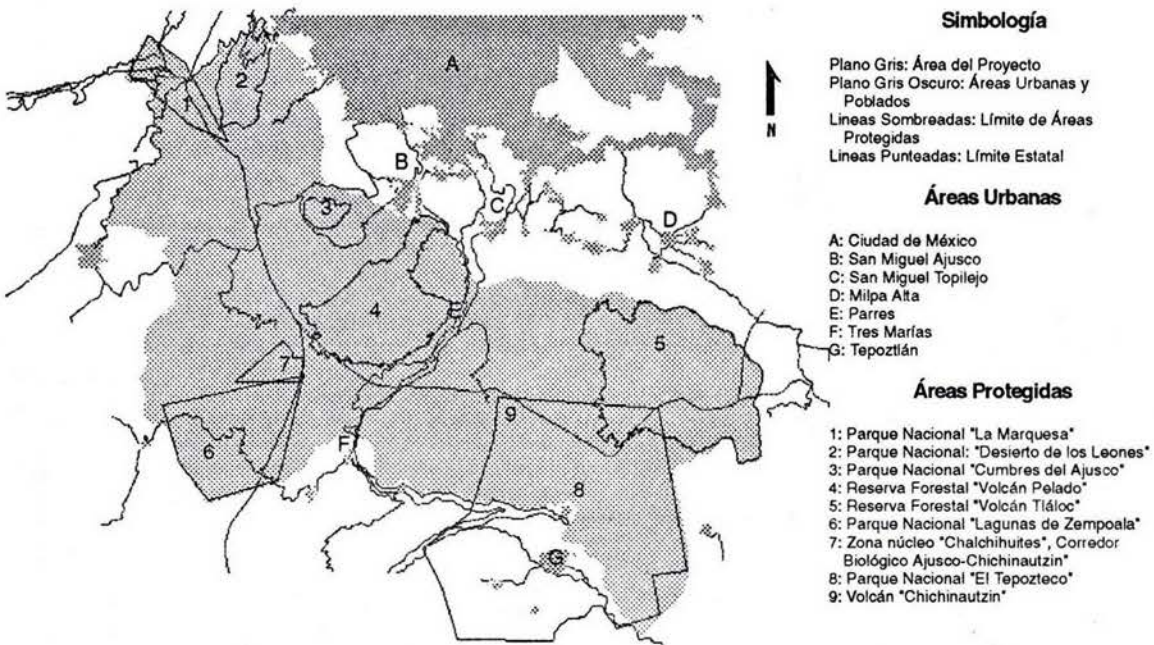 A
2
1
B
3
C
D
N
4
E
5
7
9
6
F
8
G
Simbología
Plano Gris: Área del Proyecto
Plano Gris Oscuro: Áreas Urbanas y
Poblados
Lineas Sombreadas: Límite de Áreas
Protegidas
Lineas Punteadas: Límite Estatal
Áreas Urbanas
A: Ciudad de México
B: San Miguel Ajusco
C: San Miguel Topilejo
D: Milpa Alta
E: Parres
F: Tres Marías
G: Tepoztlán
Áreas Protegidas
1: Parque Nacional "La Marquesa"
2: Parque Nacional: "Desierto de los Leones"
3: Parque Nacional "Cumbres del Ajusco"
4: Reserva Forestal "Volcán Pelado"
5: Reserva Forestal "Volcán Tláloc"
6: Parque Nacional "Lagunas de Zempoala"
7: Zona núcleo "Chalchihuites", Corredor
Biológico Ajusco-Chichinautzin"
8: Parque Nacional "El Tepozteco"
9: Volcán "Chichinautzin"